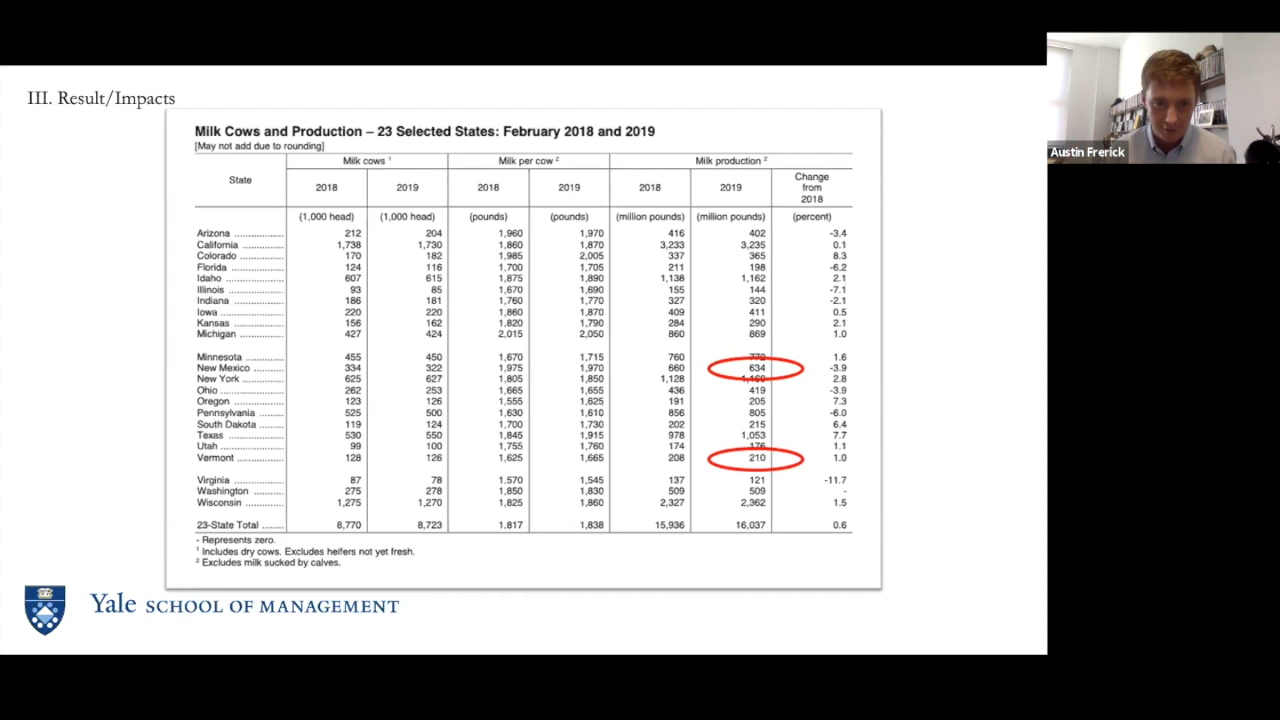 III. Result/Impacts
Milk Cows and Production – 23 Selected States: February 2018 and 2019
[May not add due to rounding]
State Milk cows ¹ Milk per cow ² Milk production ²
2018 2019 2018 2019 2018 2019 Change from 2018
(1,000 head) (1,000 head) (pounds) (pounds) (million pounds) (million pounds) (percent)
Arizona ................ 212 204 1,960 1,970 416 402 -3.4
California ............. 1,738 1,730 1,860 1,870 3,233 3,235 0.1
Colorado .............. 170 182 1,985 2,005 337 365 8.3
Florida ................. 124 116 1,700 1,705 211 198 -6.2
Idaho ................... 607 615 1,875 1,890 1,138 1,162 2.1
Illinois .................. 93 85 1,670 1,690 155 144 -7.1
Indiana ................ 186 181 1,760 1,770 327 320 -2.1
Iowa .................... 220 220 1,860 1,870 409 411 0.5
Kansas ................ 156 162 1,820 1,790 284 290 2.1
Michigan .............. 427 424 2,015 2,050 860 869 1.0
Minnesota ............ 455 450 1,670 1,715 760 772 1.6
New Mexico ......... 334 322 1,975 1,970 660 634 -3.9
New York ............. 625 627 1,805 1,850 1,128 1,160 2.8
Ohio .................... 262 253 1,665 1,655 436 419 -3.9
Oregon ................ 123 126 1,555 1,625 191 205 7.3
Pennsylvania ........ 525 500 1,630 1,610 856 805 -6.0
South Dakota ....... 119 124 1,700 1,730 202 215 6.4
Texas .................. 530 550 1,845 1,915 978 1,053 7.7
Utah .................... 99 100 1,755 1,760 174 176 1.1
Vermont ............... 128 126 1,625 1,665 208 210 1.0
Virginia ................ 87 78 1,570 1,545 137 121 -11.7
Washington .......... 275 278 1,850 1,830 509 509 -
Wisconsin ............ 1,275 1,270 1,825 1,860 2,327 2,362 1.5
23-State Total ....... 8,770 8,723 1,817 1,838 15,936 16,037 0.6
- Represents zero.
¹ Includes dry cows. Excludes heifers not yet fresh.
² Excludes milk sucked by calves.
Yale SCHOOL OF MANAGEMENT
Austin Frerick